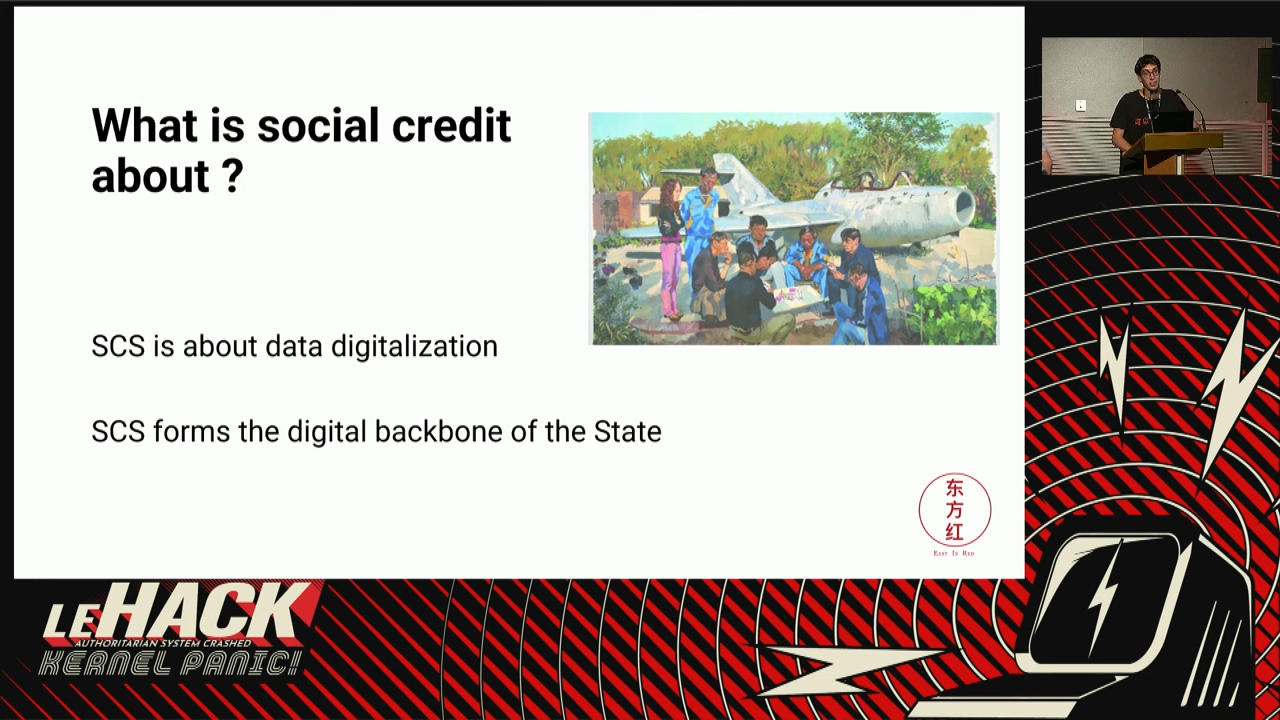 What is social credit
about ?
SCS is about data digitalization
SCS forms the digital backbone of the State
东
方
红
East Is Red
LEHACK
AUTHORITARIAN SYSTEM CRASHED
KERNEL PANIC!